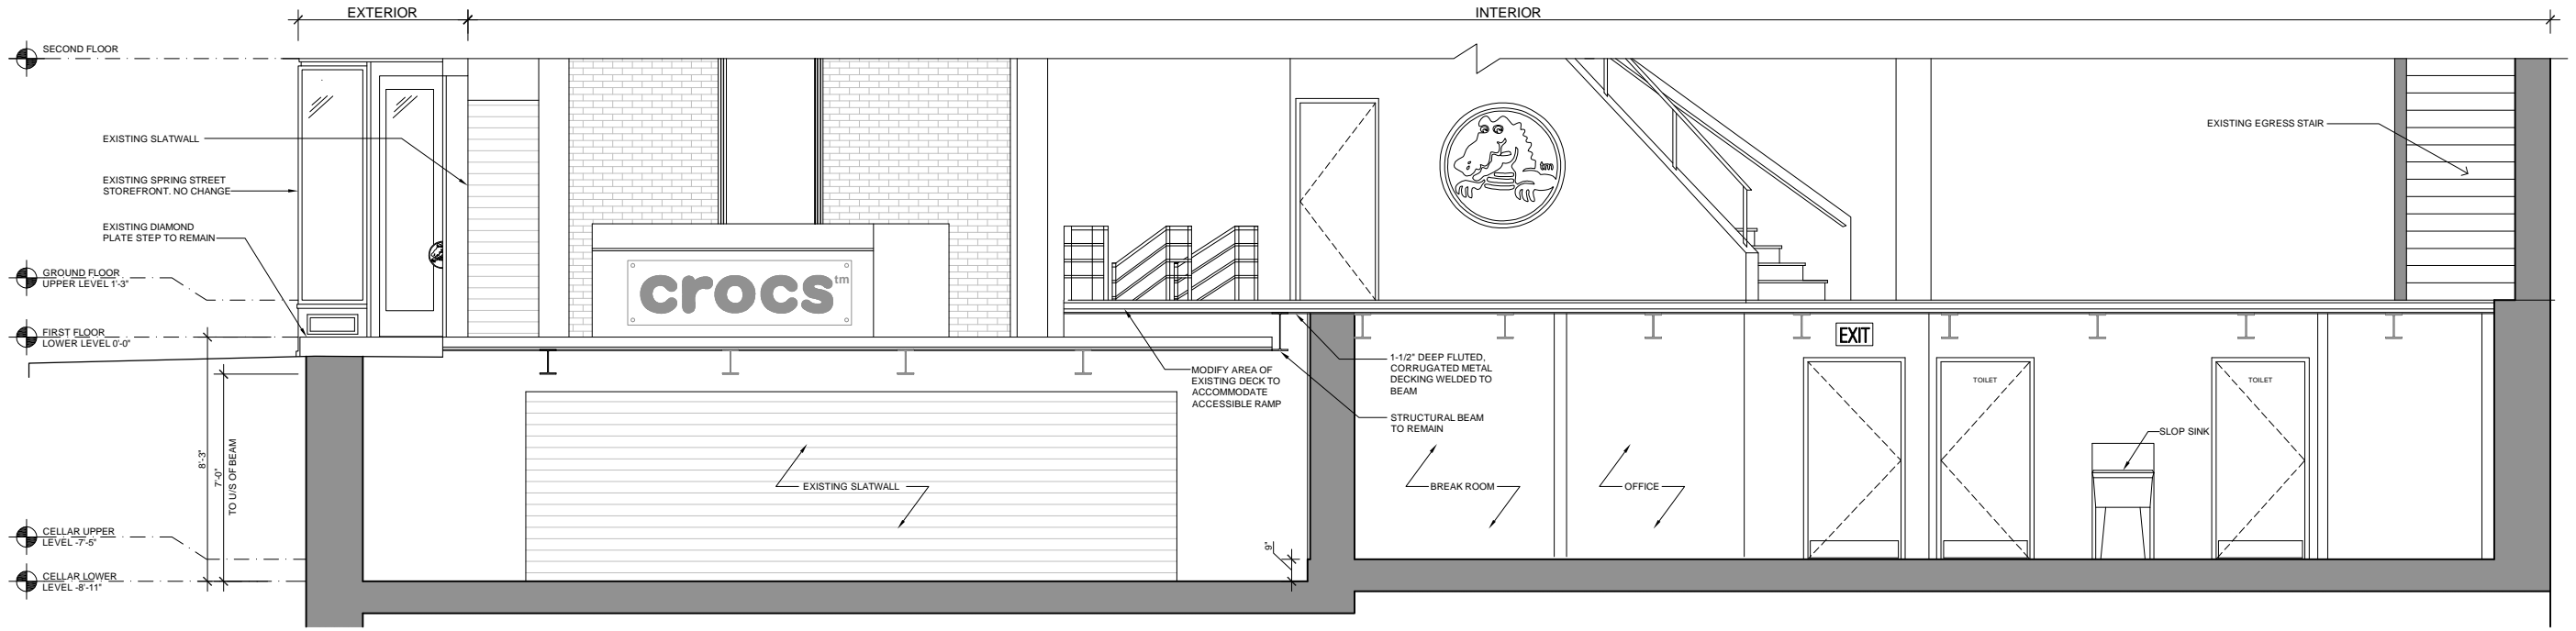 EXTERIOR
INTERIOR
SECOND FLOOR
EXISTING SLATWALL
EXISTING SPRING STREET
STOREFRONT. NO CHANGE
EXISTING DIAMOND
PLATE STEP TO REMAIN
GROUND FLOOR
UPPER LEVEL 1'-3"
FIRST FLOOR
LOWER LEVEL 0'-0"
crocs™
tm
EXISTING EGRESS STAIR
EXIT
MODIFY AREA OF
EXISTING DECK TO
ACCOMMODATE
ACCESSIBLE RAMP
1-1/2" DEEP FLUTED,
CORRUGATED METAL
DECKING WELDED TO
BEAM
STRUCTURAL BEAM
TO REMAIN
TOILET
TOILET
SLOP SINK
8'-3"
7'-0"
TO U/S OF BEAM
EXISTING SLATWALL
BREAK ROOM
OFFICE
CELLAR UPPER
LEVEL -7'-5"
9"
CELLAR LOWER
LEVEL -8'-11"